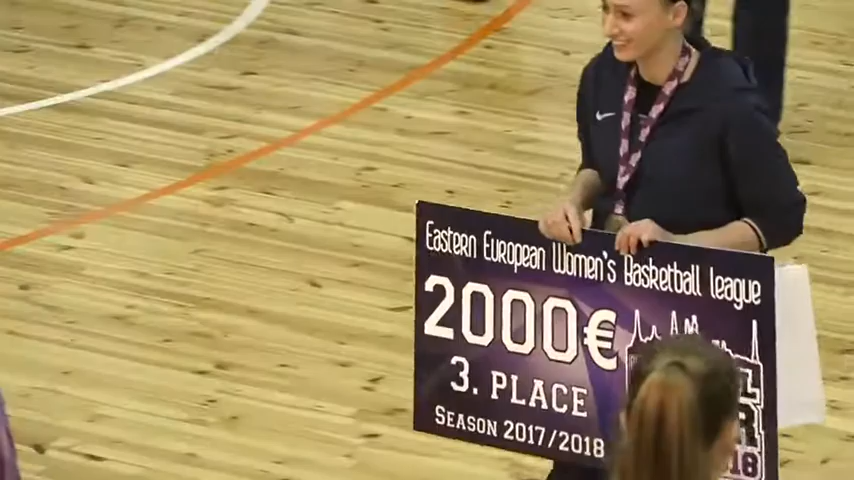 Eastern European Women's Basketball league
2000€
3. PLACE
Season 2017/2018